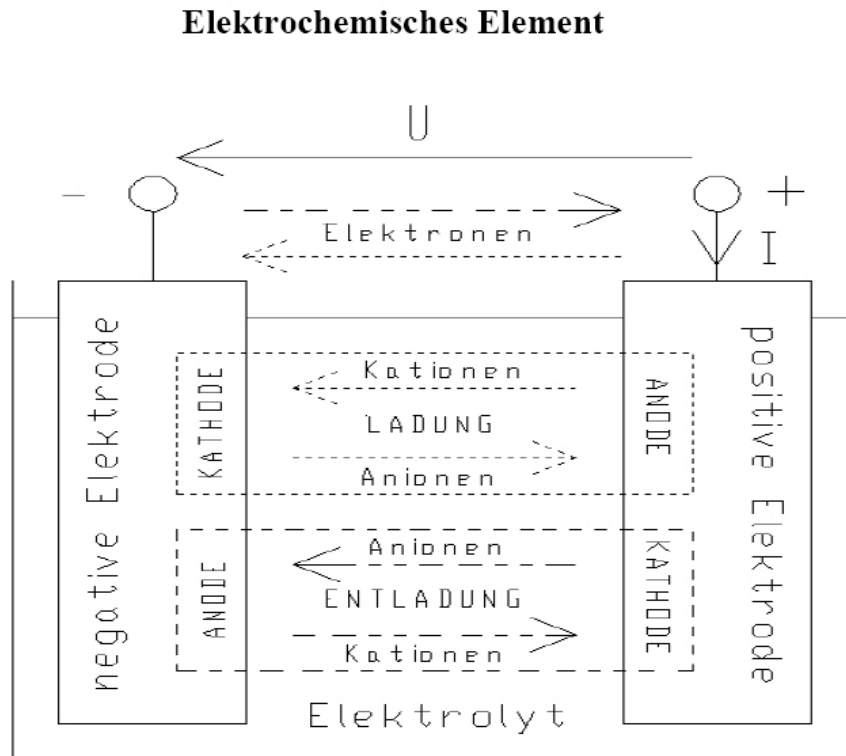 Elektrochemisches Element
U
-
+
Elektronen
I
negative Elektrode
positive Elektrode
KATHODE
Kationen
ANODE
LADUNG
Anionen
ANODE
Anionen
KATHODE
ENTLADUNG
Kationen
Elektrolyt